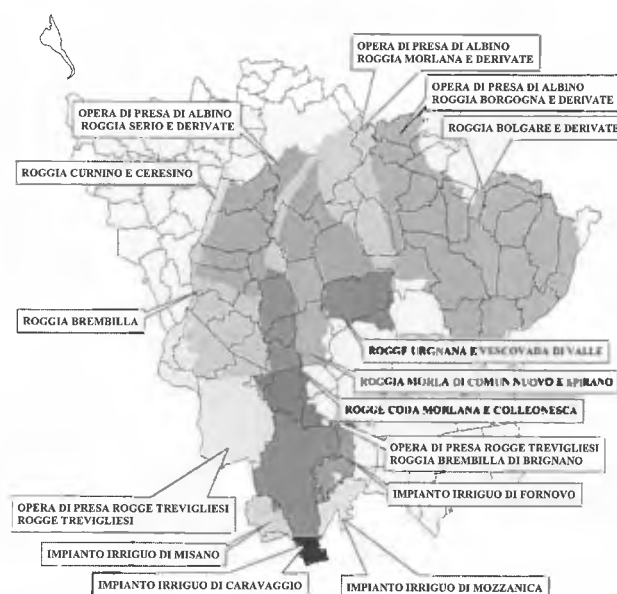 OPERA DI PRESA DI ALBINO
ROGGIA MORLANA E DERIVATE
OPERA DI PRESA DI ALBINO
ROGGIA BORGOGNA E DERIVATE
OPERA DI PRESA DI ALBINO
ROGGIA SERIO E DERIVATE
ROGGIA BOLGARE E DERIVATE
ROGGIA CURNINO E CERESINO
ROGGIA BREMBILLA
ROGGE URGNANA E VESCOVADA DI VALLE
ROGGIA MORLA DI COMUN NUOVO E SPIRANO
ROGGE CODA MORLANA E COLLEONESCA
OPERA DI PRESA ROGGE TREVIGLIESI
ROGGIA BREMBILLA DI BRIGNANO
IMPIANTO IRRIGUO DI FORNOVO
OPERA DI PRESA ROGGE TREVIGLIESI
ROGGE TREVIGLIESI
IMPIANTO IRRIGUO DI MISANO
IMPIANTO IRRIGUO DI CARAVAGGIO
IMPIANTO IRRIGUO DI MOZZANICA